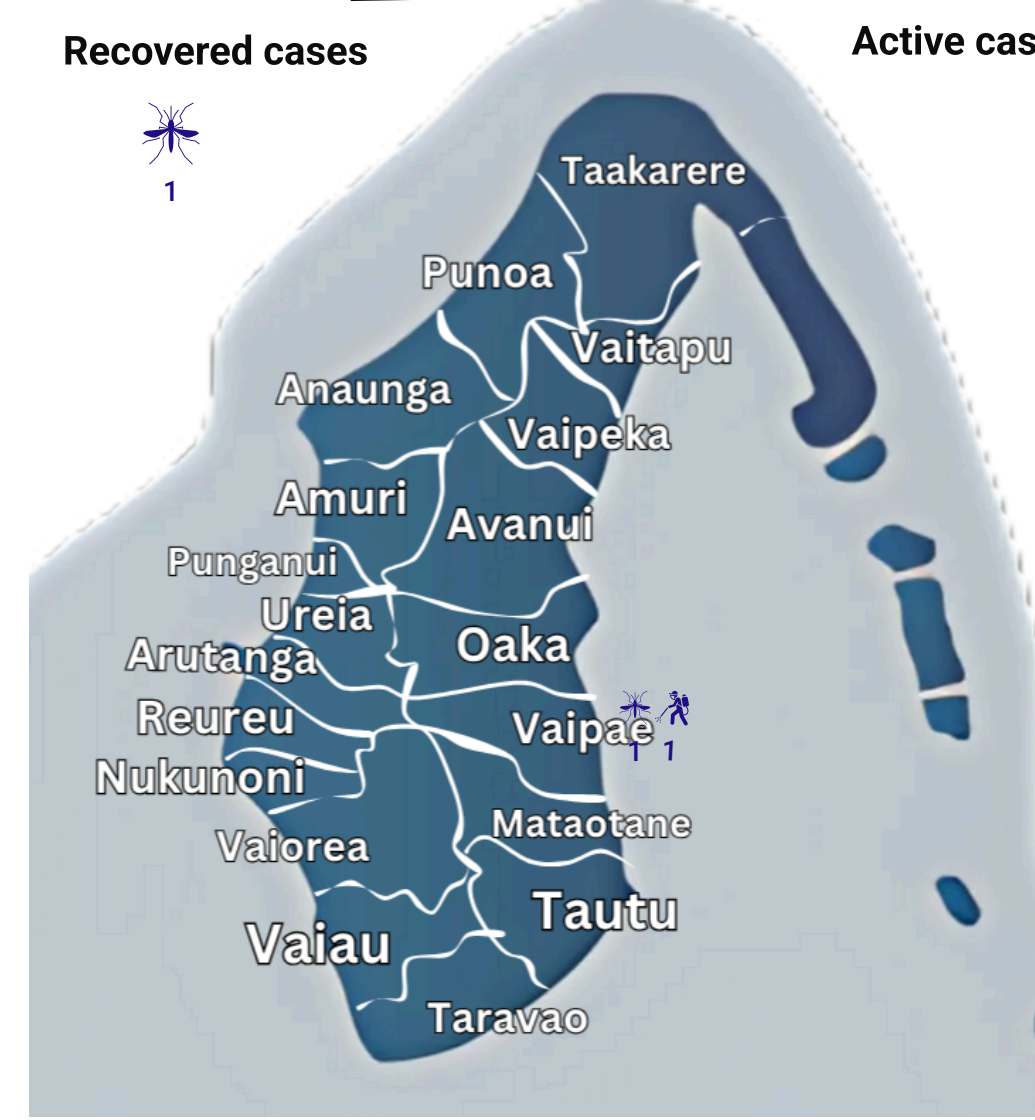 Recovered cases
Active cas
1
Taakarere
Punoa
Vaitapu
Anaunga
Vaipeka
Amuri
Avanui
Punganui
Ureia
Oaka
Arutanga
Reureu
Vaipae
1 1
Nukunoni
Mataotane
Vaiorea
Tautu
Vaiau
Taravao